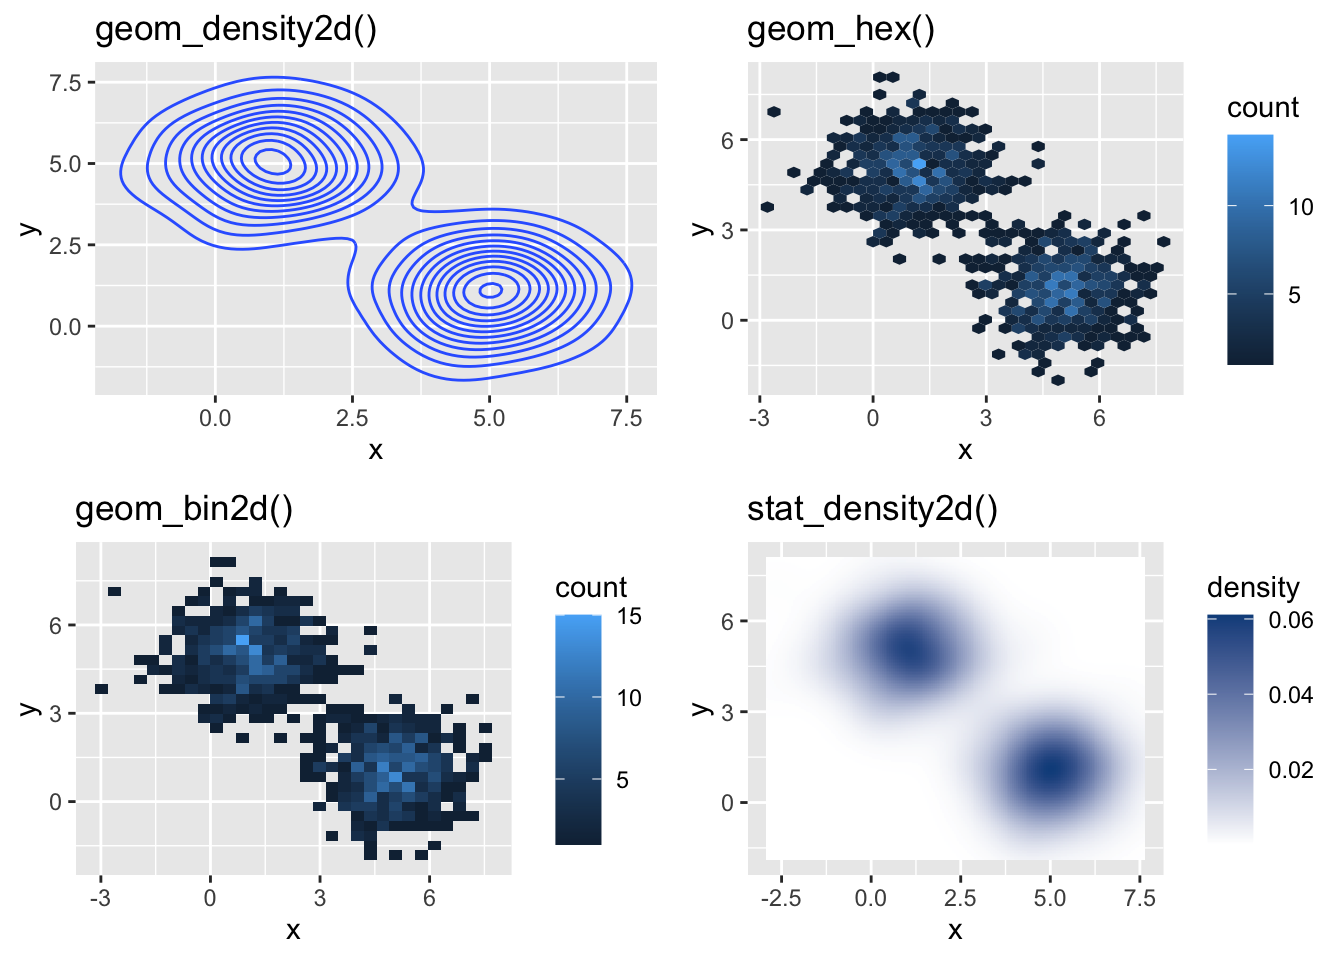 geom_density2d()
7.5
5.0
2.5
0.0
y
0.0 2.5 5.0 7.5
x
geom_hex()
6
3
0
y
-3 0 3 6
x
count
10
5
geom_bin2d()
6
3
0
y
-3 0 3 6
x
count
15
10
5
stat_density2d()
6
3
0
y
-2.5 0.0 2.5 5.0 7.5
x
density
0.06
0.04
0.02